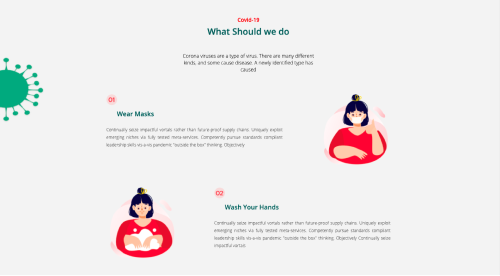 Covid-19
What Should we do
Corona viruses are a type of virus. There are many different
kinds, and some cause disease. A newly identified type has
caused
01
Wear Masks
Continually seize impactful vortals rather than future-proof supply chains. Uniquely exploit
emerging niches via fully tested meta-services. Competently pursue standards compliant
leadership skills vis-a-vis pandemic "outside the box" thinking. Objectively
02
Wash Your Hands
Continually seize impactful vortals rather than future-proof supply chains. Uniquely exploit
emerging niches via fully tested meta-services. Competently pursue standards compliant
leadership skills vis-a-vis pandemic "outside the box" thinking. Objectively Continually seize
impactful vortals